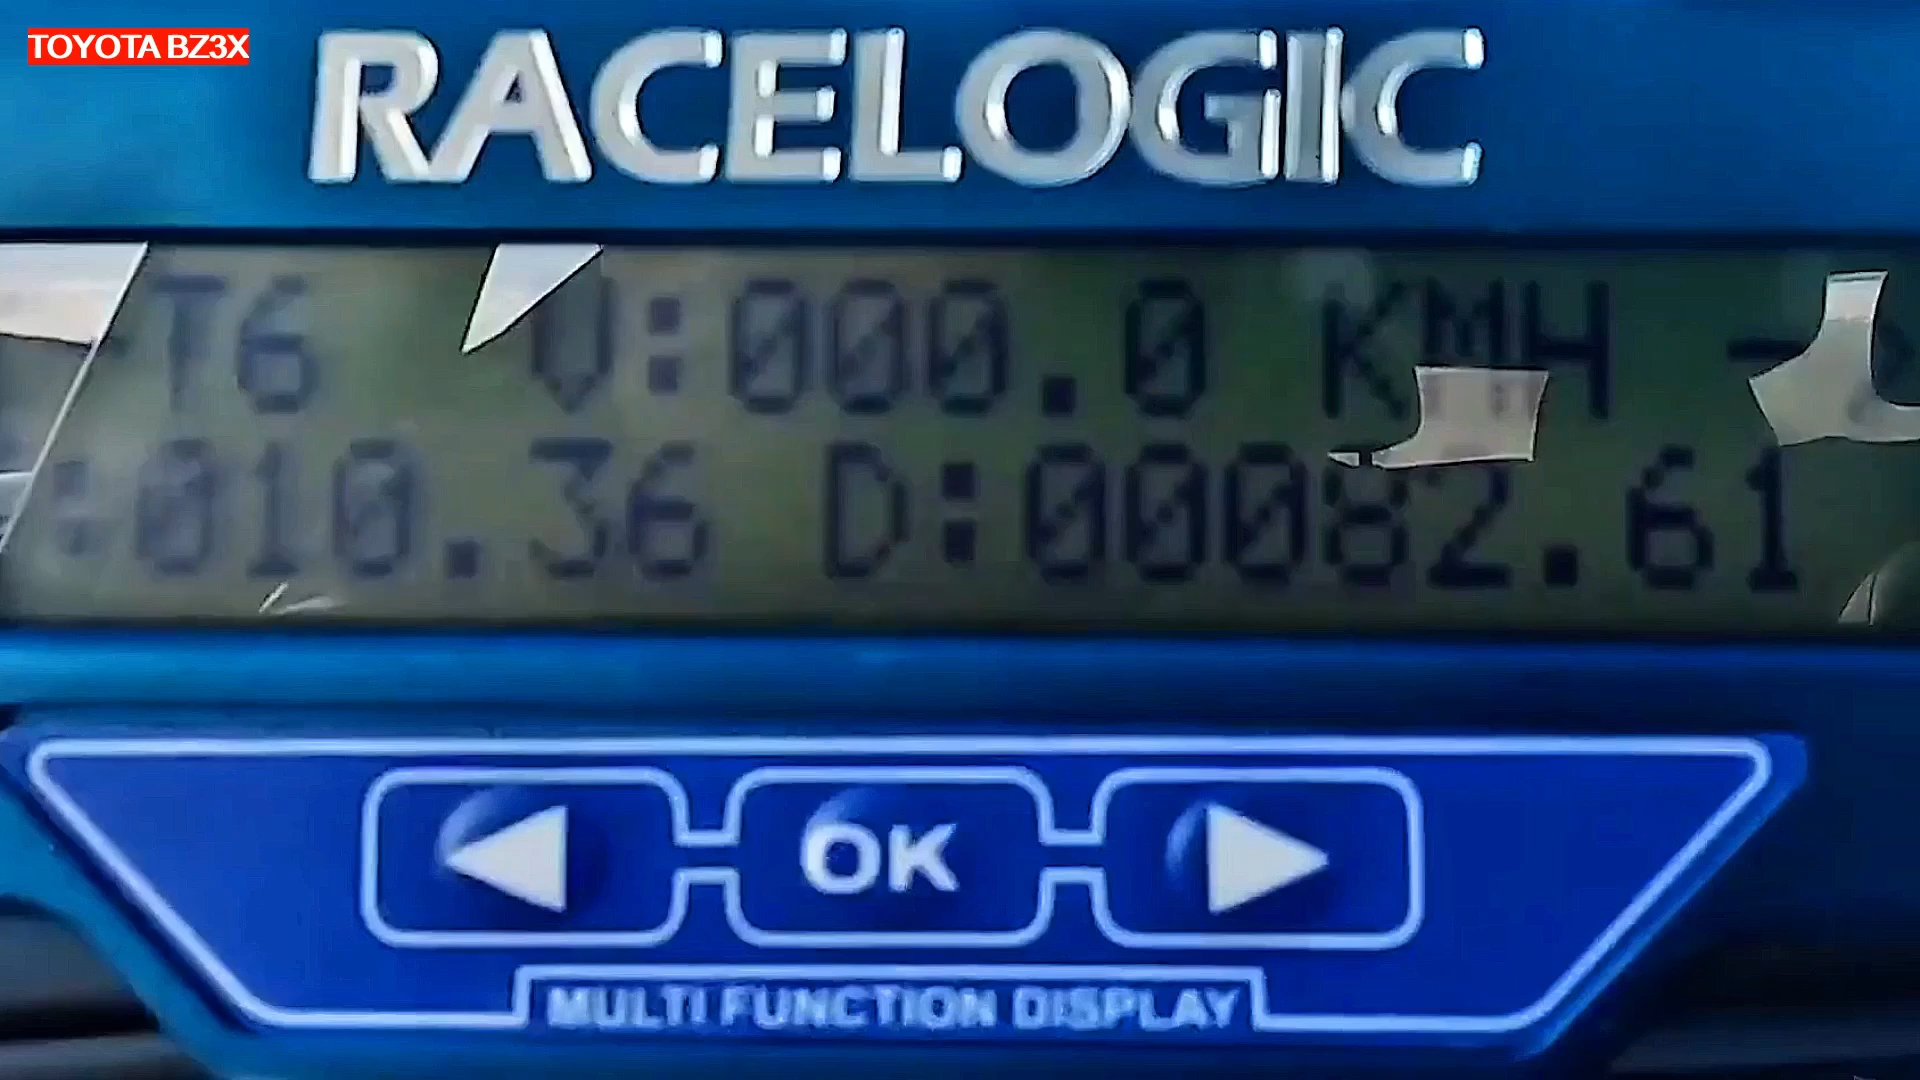 TOYOTA BZ3X
RACELOGIC
T6 V:000.0 KMH
:010.36 D:00082.61
OK
MULTI FUNCTION DISPLAY